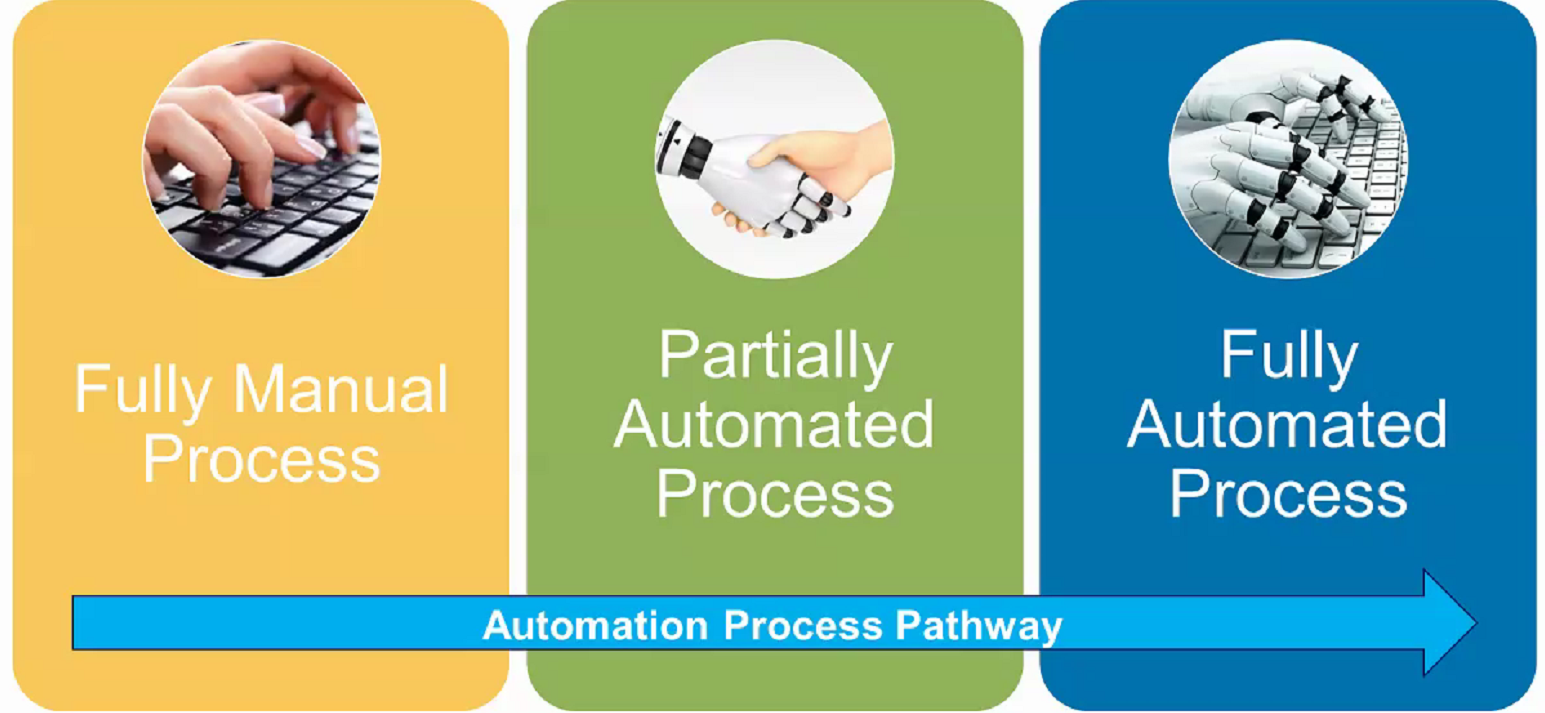 Fully Manual
Process
Partially
Automated
Process
Fully
Automated
Process
Automation Process Pathway